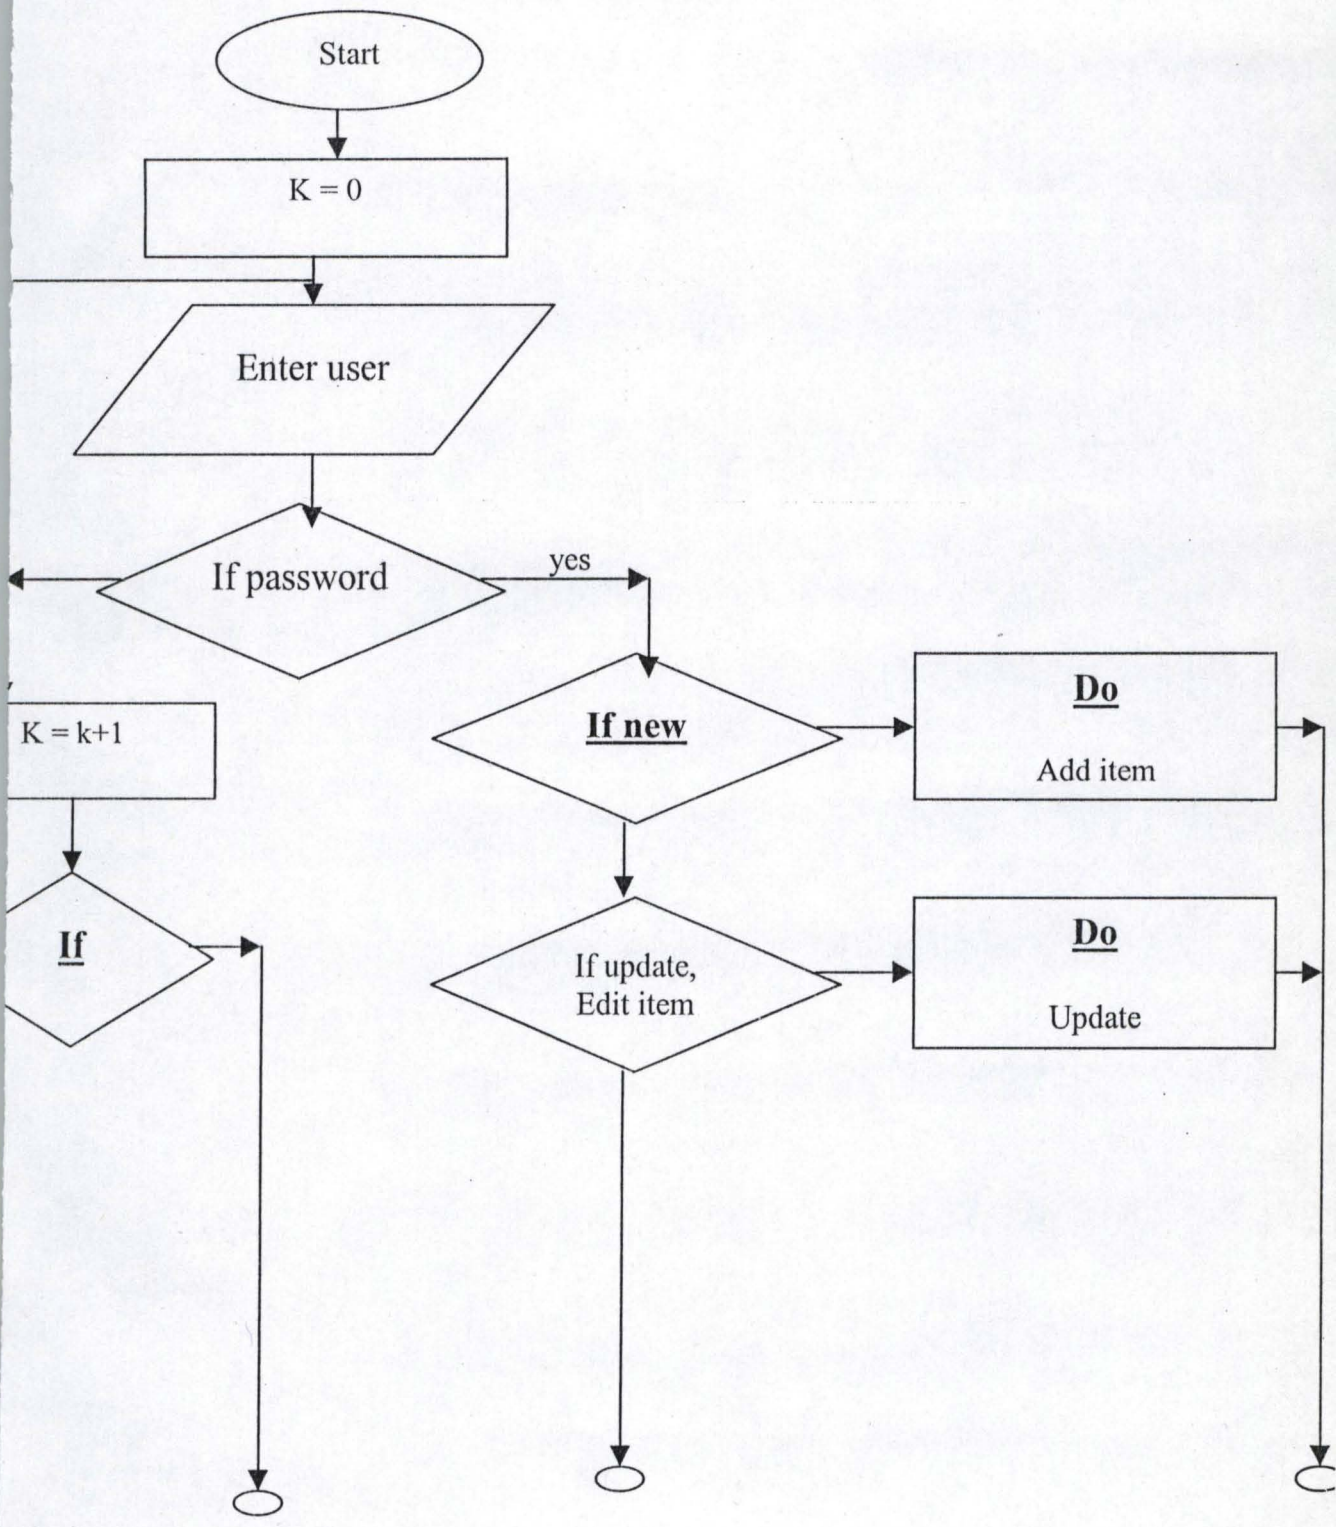 Start
K = 0
Enter user
If password
yes
If new
Do
Add item
K = k+1
If
If update,
Edit item
Do
Update